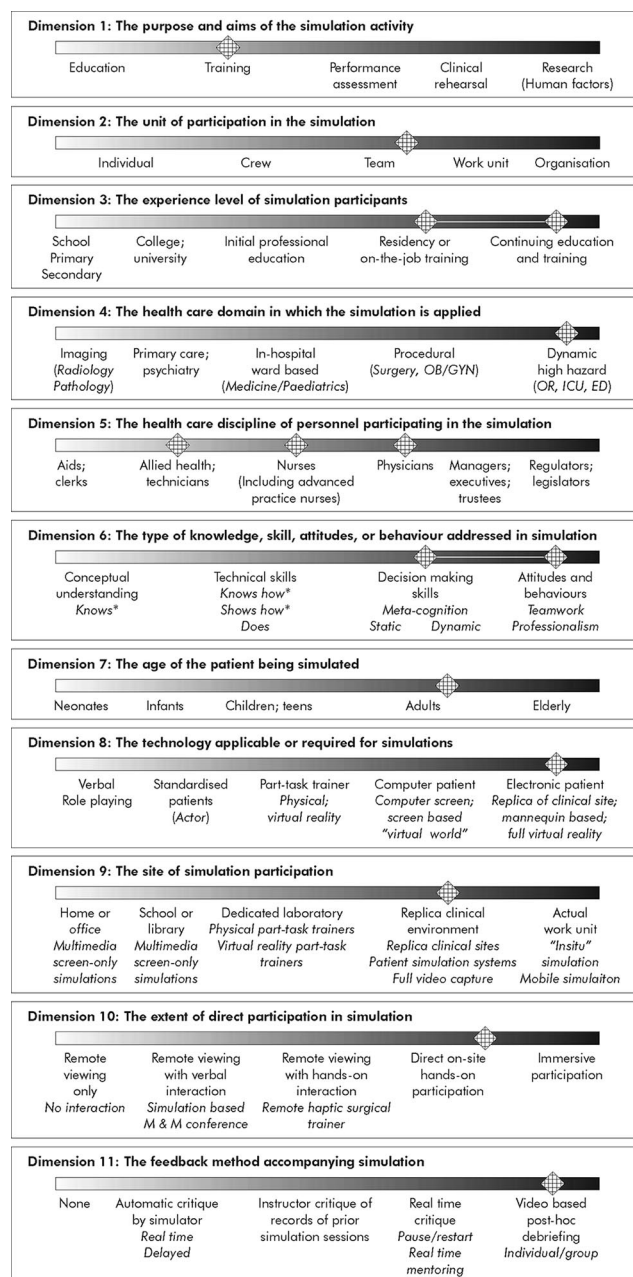 Dimension 1: The purpose and aims of the simulation activity
Education Training Performance assessment Clinical rehearsal Research (Human factors)
Dimension 2: The unit of participation in the simulation
Individual Crew Team Work unit Organisation
Dimension 3: The experience level of simulation participants
School Primary Secondary College; university Initial professional education Residency or on-the-job training Continuing education and training
Dimension 4: The health care domain in which the simulation is applied
Imaging (Radiology Pathology) Primary care; psychiatry In-hospital ward based (Medicine/Paediatrics) Procedural (Surgery, OB/GYN) Dynamic high hazard (OR, ICU, ED)
Dimension 5: The health care discipline of personnel participating in the simulation
Aids; clerks Allied health; technicians Nurses (Including advanced practice nurses) Physicians Managers; executives; trustees Regulators; legislators
Dimension 6: The type of knowledge, skill, attitudes, or behaviour addressed in simulation
Conceptual understanding Knows* Technical skills Knows how* Shows how* Does Decision making skills Meta-cognition Static Dynamic Attitudes and behaviours Teamwork Professionalism
Dimension 7: The age of the patient being simulated
Neonates Infants Children; teens Adults Elderly
Dimension 8: The technology applicable or required for simulations
Verbal Role playing Standardised patients (Actor) Part-task trainer Physical; virtual reality Computer patient Computer screen; screen based "virtual world" Electronic patient Replica of clinical site; mannequin based; full virtual reality
Dimension 9: The site of simulation participation
Home or office Multimedia screen-only simulations School or library Multimedia screen-only simulations Dedicated laboratory Physical part-task trainers Virtual reality part-task trainers Replica clinical environment Replica clinical sites Patient simulation systems Full video capture Actual work unit "Insitu" simulation Mobile simulaiton
Dimension 10: The extent of direct participation in simulation
Remote viewing only No interaction Remote viewing with verbal interaction Simulation based M & M conference Remote viewing with hands-on interaction Remote haptic surgical trainer Direct on-site hands-on participation Immersive participation
Dimension 11: The feedback method accompanying simulation
None Automatic critique by simulator Real time Delayed Instructor critique of records of prior simulation sessions Real time critique Pause/restart Real time mentoring Video based post-hoc debriefing Individual/group